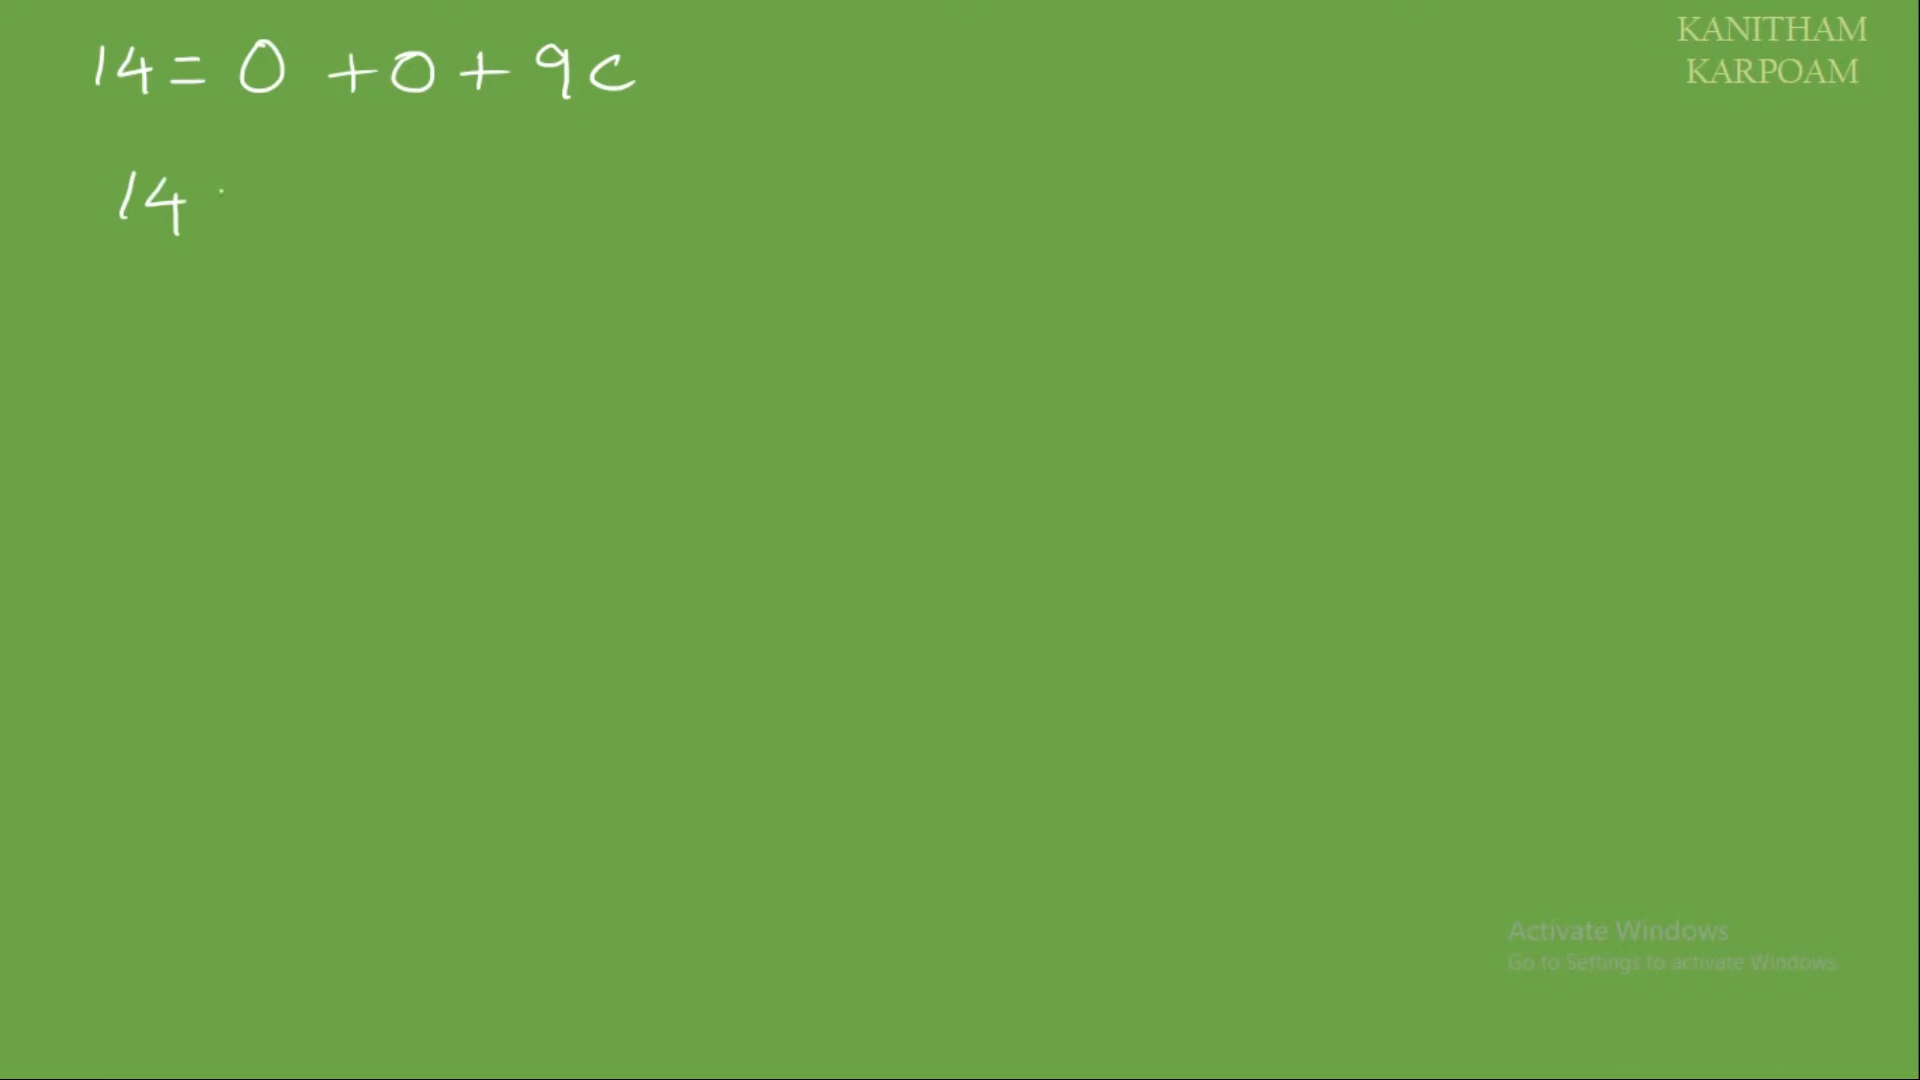 14 = 0 + 0 + 9c
14
KANITHAM
KARPOAM
Activate Windows
Go to Settings to activate Windows.